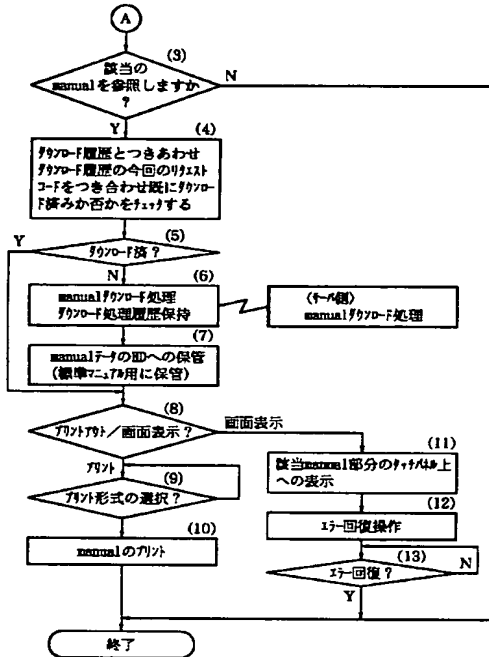 A
(3)
該当の
manualを参照しますか
?
N
Y
(4)
ダウンロード履歴とつきあわせ
ダウンロード履歴の今回のリクエスト
コードをつき合わせ既にダウンロー
ド済みか否かをチェックする
(5)
Y
ダウンロード済?
N
(6)
manualダウンロード処理
ダウンロード処理履歴保持
manualダウンロード処理
(7)
manualデータのHDへの保管
(標準マニュアル用に保管)
(8)
プリントアウト/画面表示?
画面表示
プリント
(9)
プリント形式の選択?
(10)
manualのプリント
(11)
該当manual部分のタッチパネル上
への表示
(12)
エラー回復操作
(13)
エラー回復?
N
Y
終了